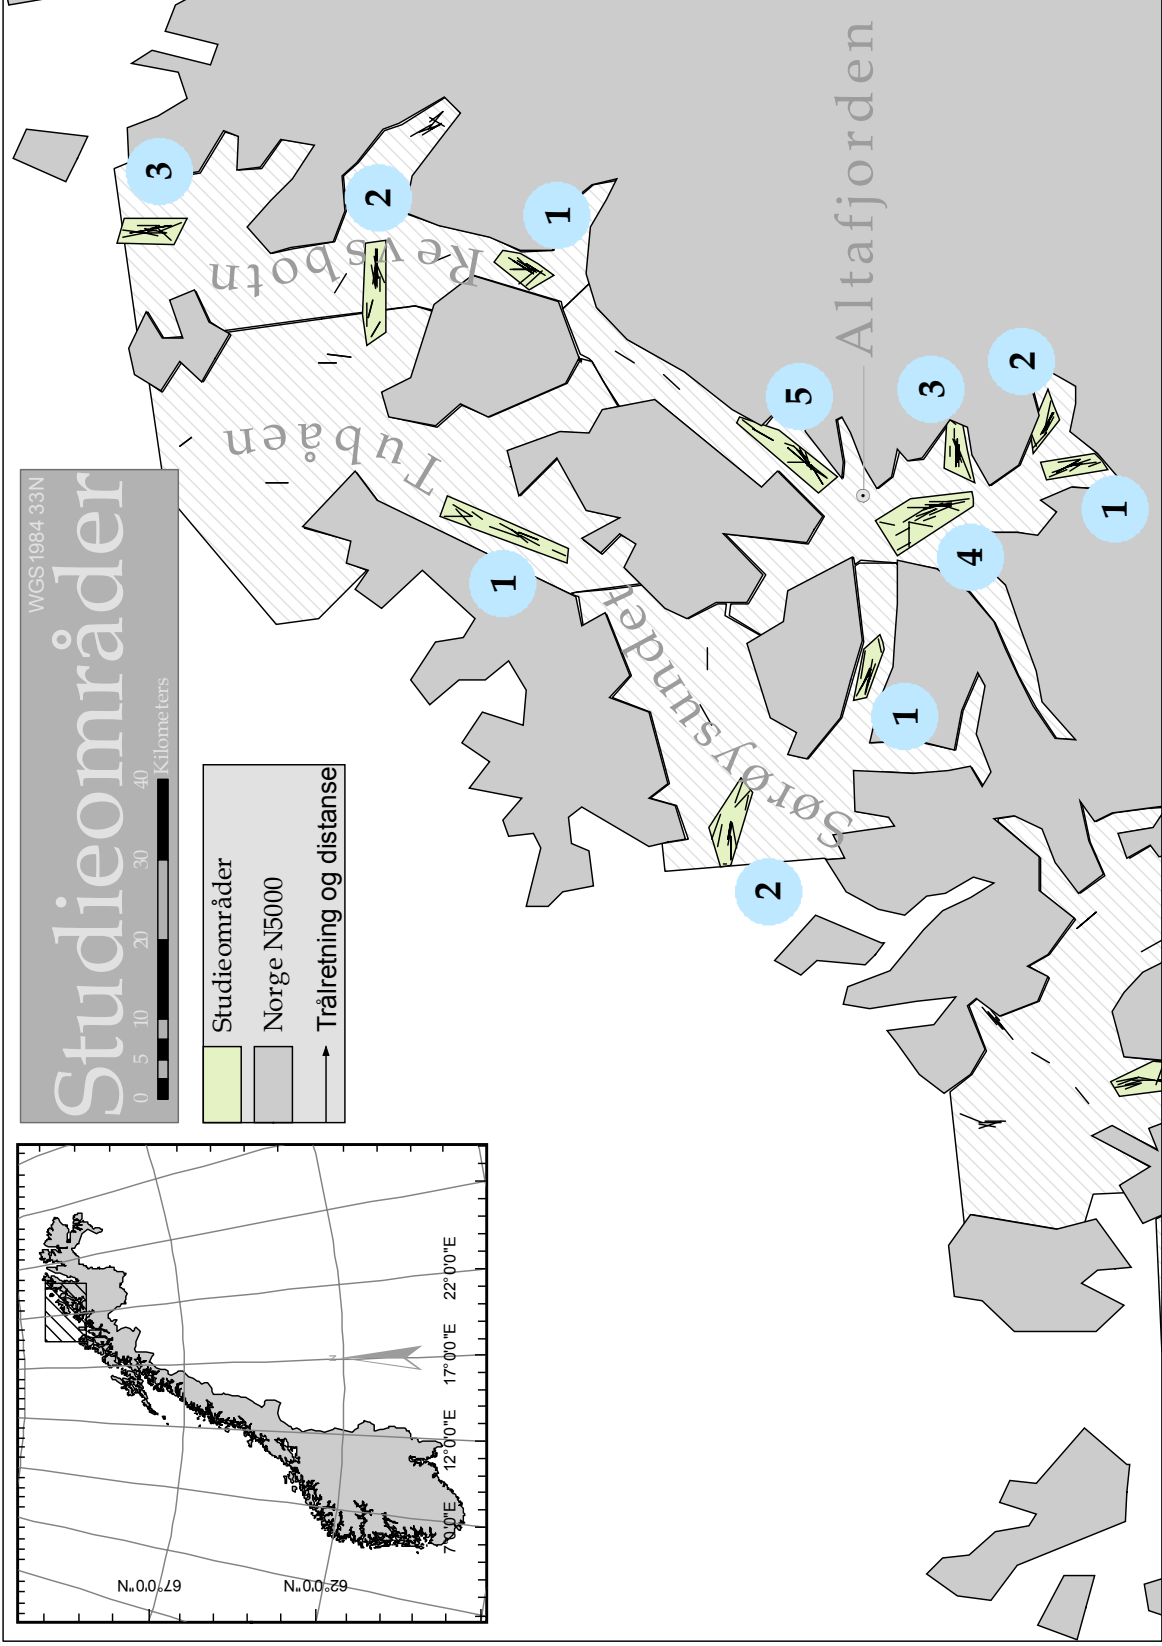 Studieområder
WGS1984 33N
0 5 10 20 30 40
Kilometers
Studieområder
Norge N5000
Trålretning og distanse
67°0'0"N
62°0'0"N
7°0'0"E
12°0'0"E
17°0'0"E
22°0'0"E
N
Revsbotn
1
2
3
Tubåen
1
Sørøysundet
1
2
Altafjorden
1
2
3
4
5